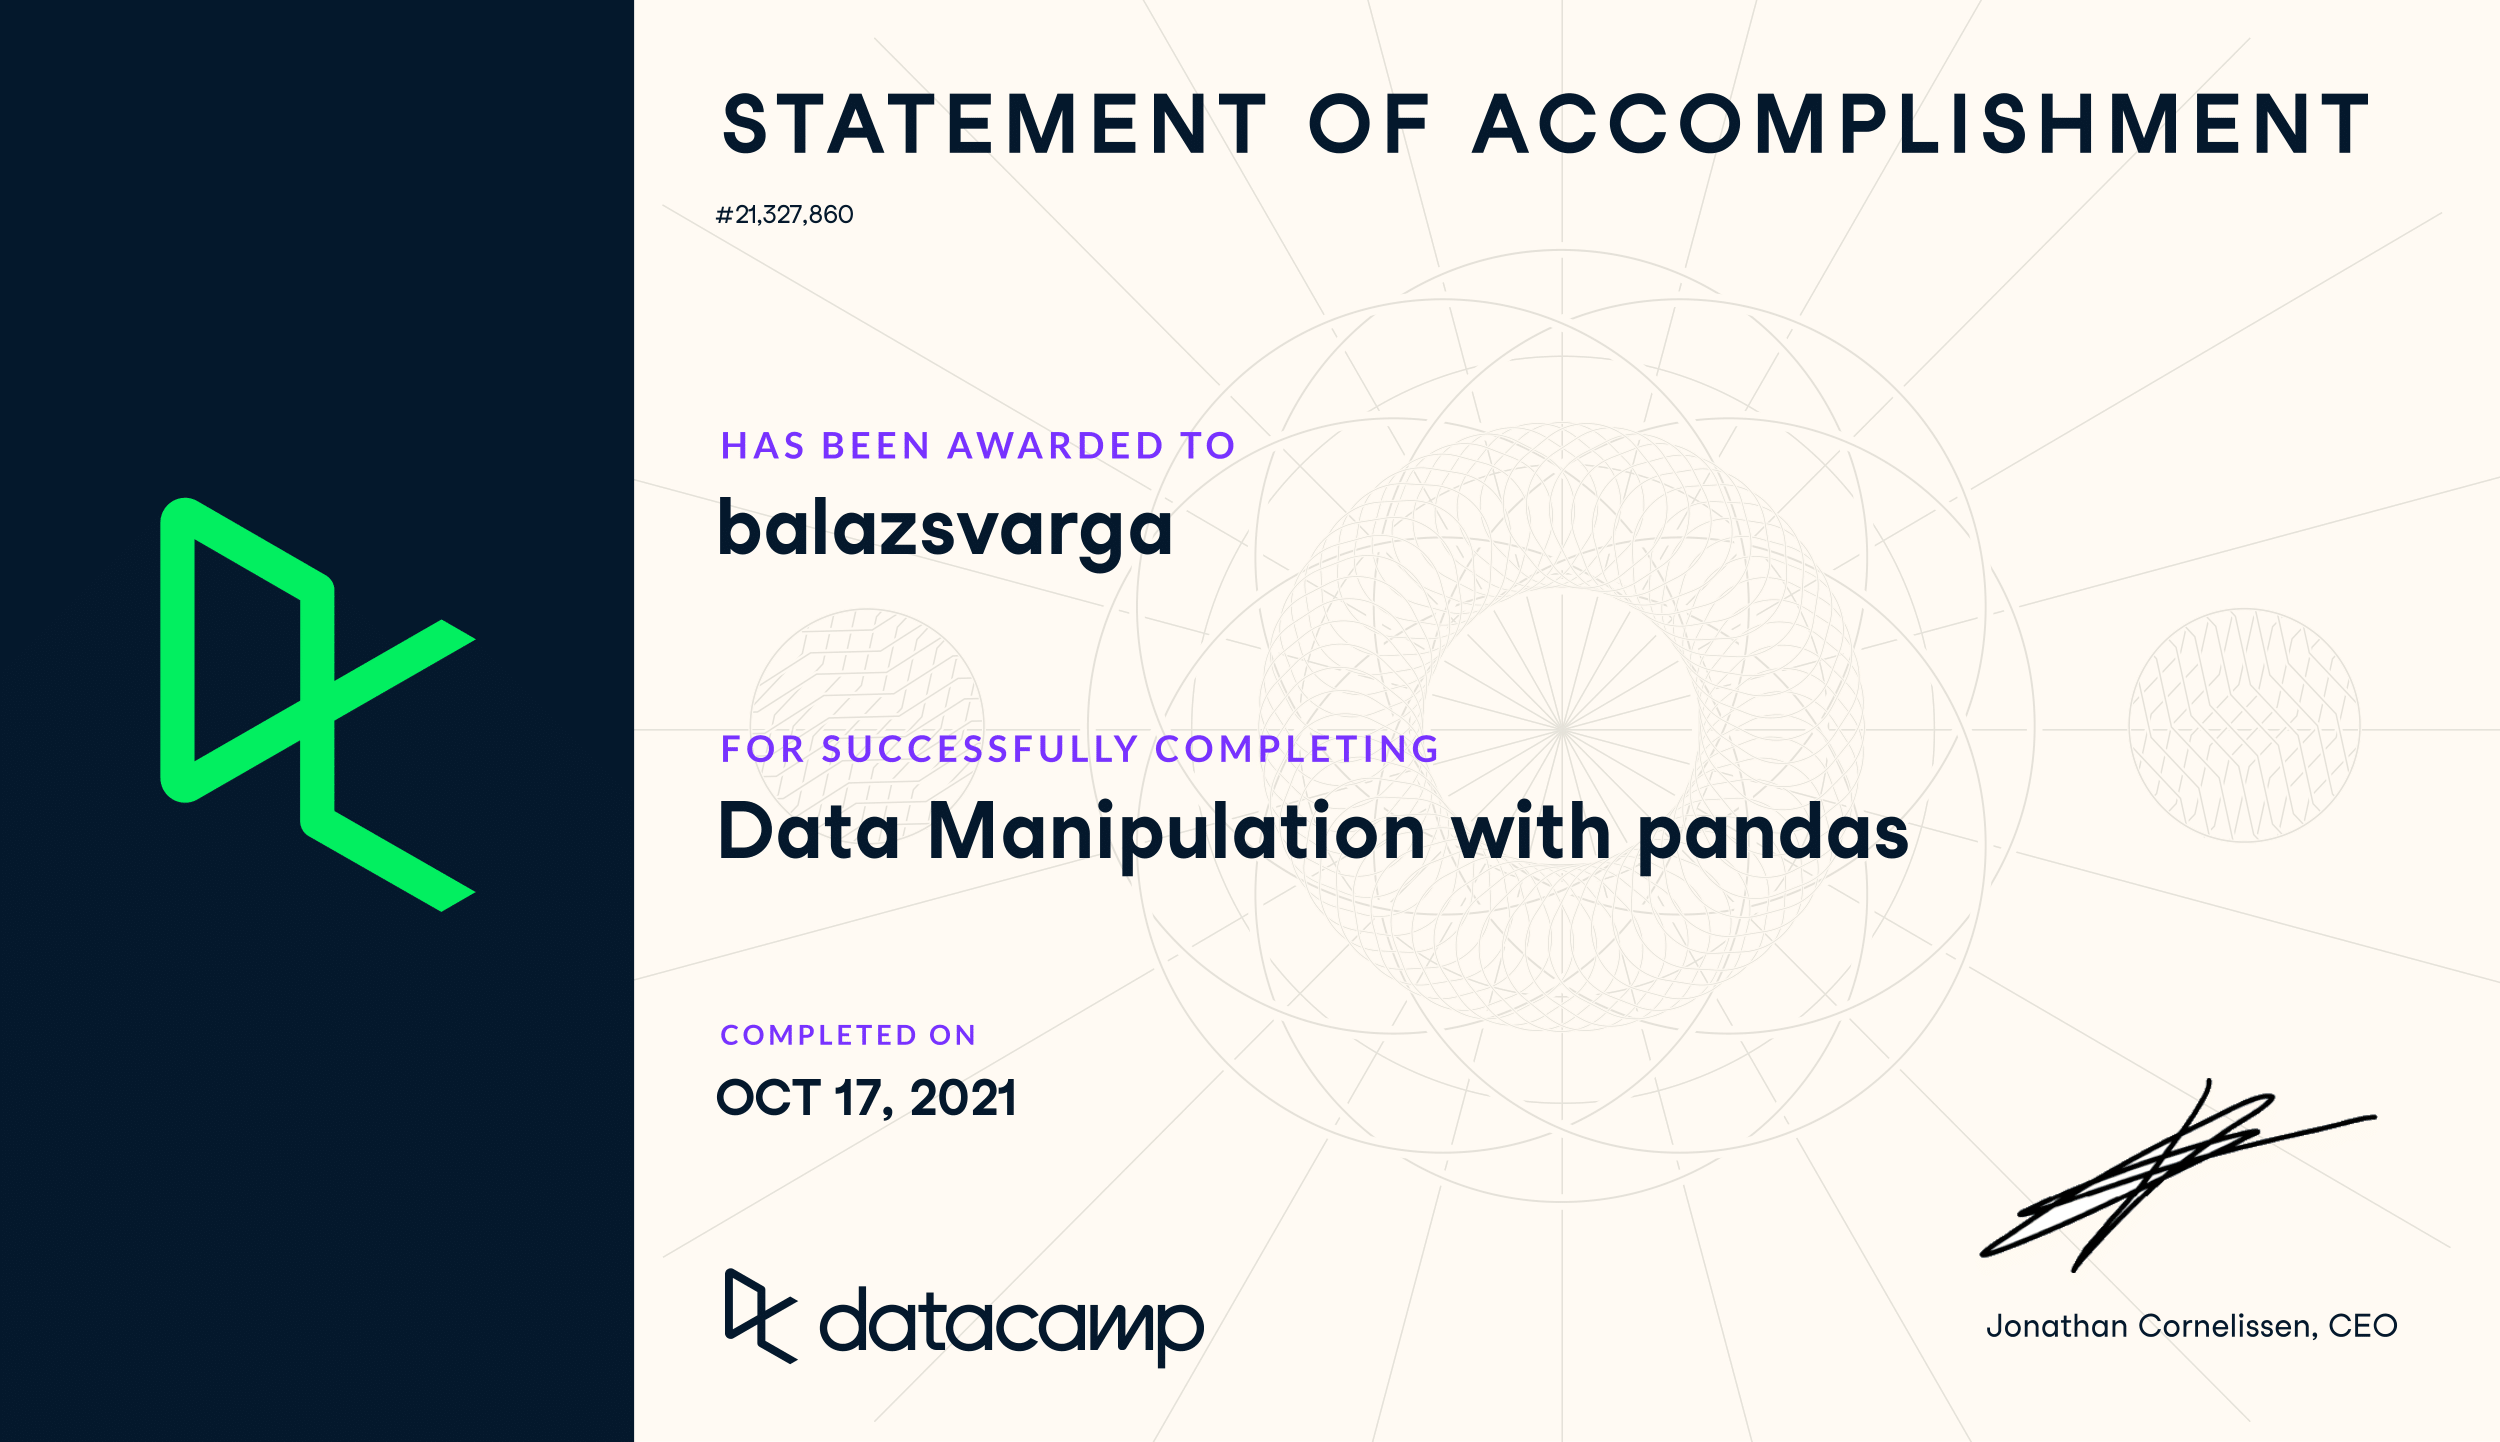 STATEMENT OF ACCOMPLISHMENT
#21,327,860
HAS BEEN AWARDED TO
balazsvarga
FOR SUCCESSFULLY COMPLETING
Data Manipulation with pandas
COMPLETED ON
OCT 17, 2021
datacamp
Jonathan Cornelissen, CEO